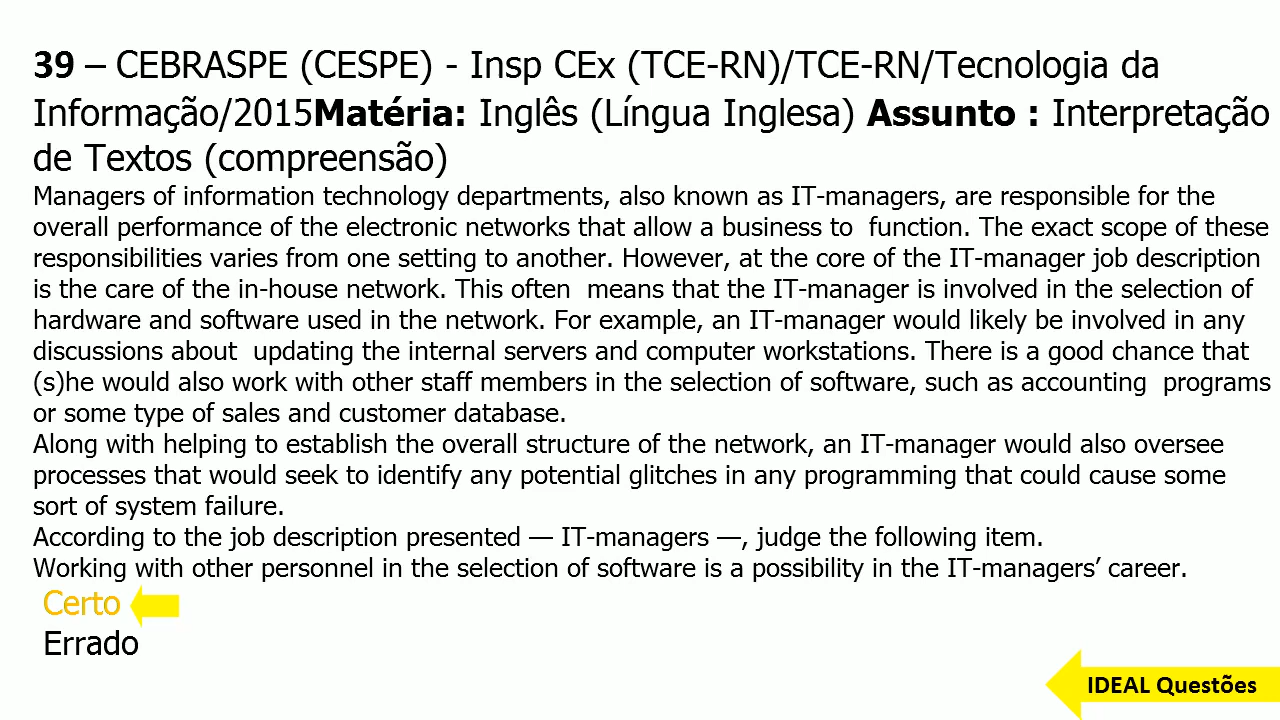 39 – CEBRASPE (CESPE) - Insp CEx (TCE-RN)/TCE-RN/Tecnologia da
Informação/2015Matéria: Inglês (Língua Inglesa) Assunto : Interpretação
de Textos (compreensão)
Managers of information technology departments, also known as IT-managers, are responsible for the
overall performance of the electronic networks that allow a business to  function. The exact scope of these
responsibilities varies from one setting to another. However, at the core of the IT-manager job description
is the care of the in-house network. This often  means that the IT-manager is involved in the selection of
hardware and software used in the network. For example, an IT-manager would likely be involved in any
discussions about  updating the internal servers and computer workstations. There is a good chance that
(s)he would also work with other staff members in the selection of software, such as accounting  programs
or some type of sales and customer database.
Along with helping to establish the overall structure of the network, an IT-manager would also oversee
processes that would seek to identify any potential glitches in any programming that could cause some
sort of system failure.
According to the job description presented — IT-managers —, judge the following item.
Working with other personnel in the selection of software is a possibility in the IT-managers’ career.
Certo
Errado
IDEAL Questões